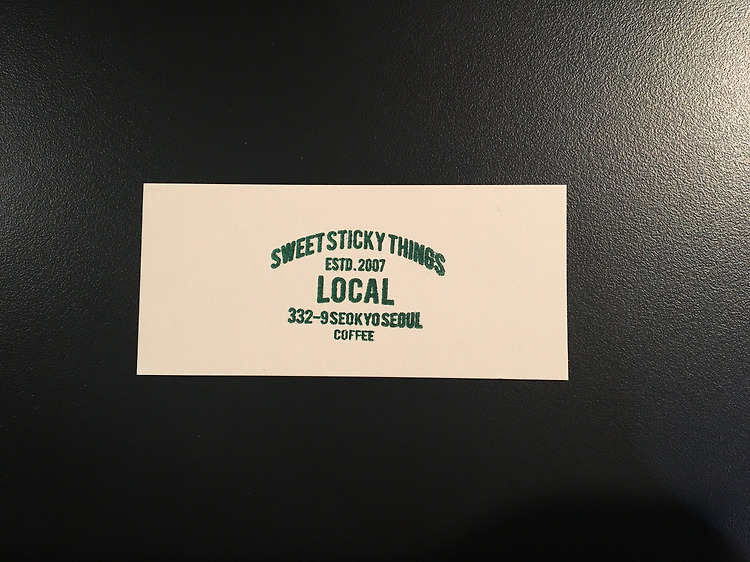 SWEET STICKY THINGS
ESTD. 2007
LOCAL
332-9 SEOKYO SEOUL
COFFEE